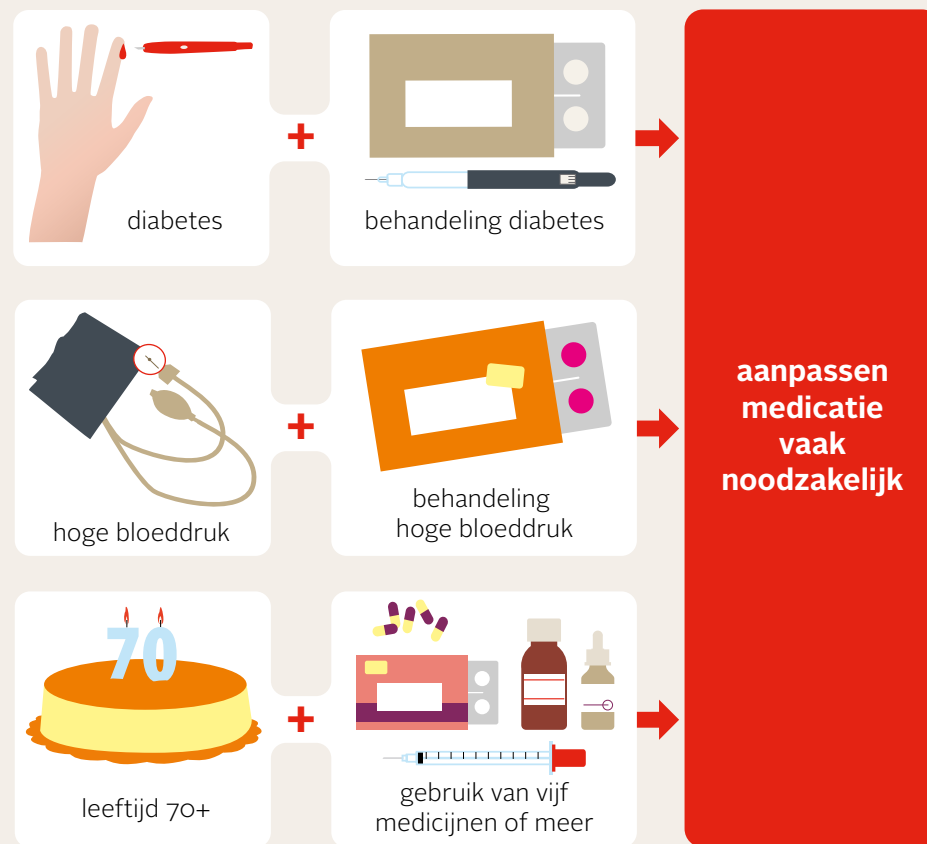 diabetes
+
behandeling diabetes
hoge bloeddruk
+
behandeling
hoge bloeddruk
70
leeftijd 70+
+
gebruik van vijf
medicijnen of meer
aanpassen
medicatie
vaak
noodzakelijk